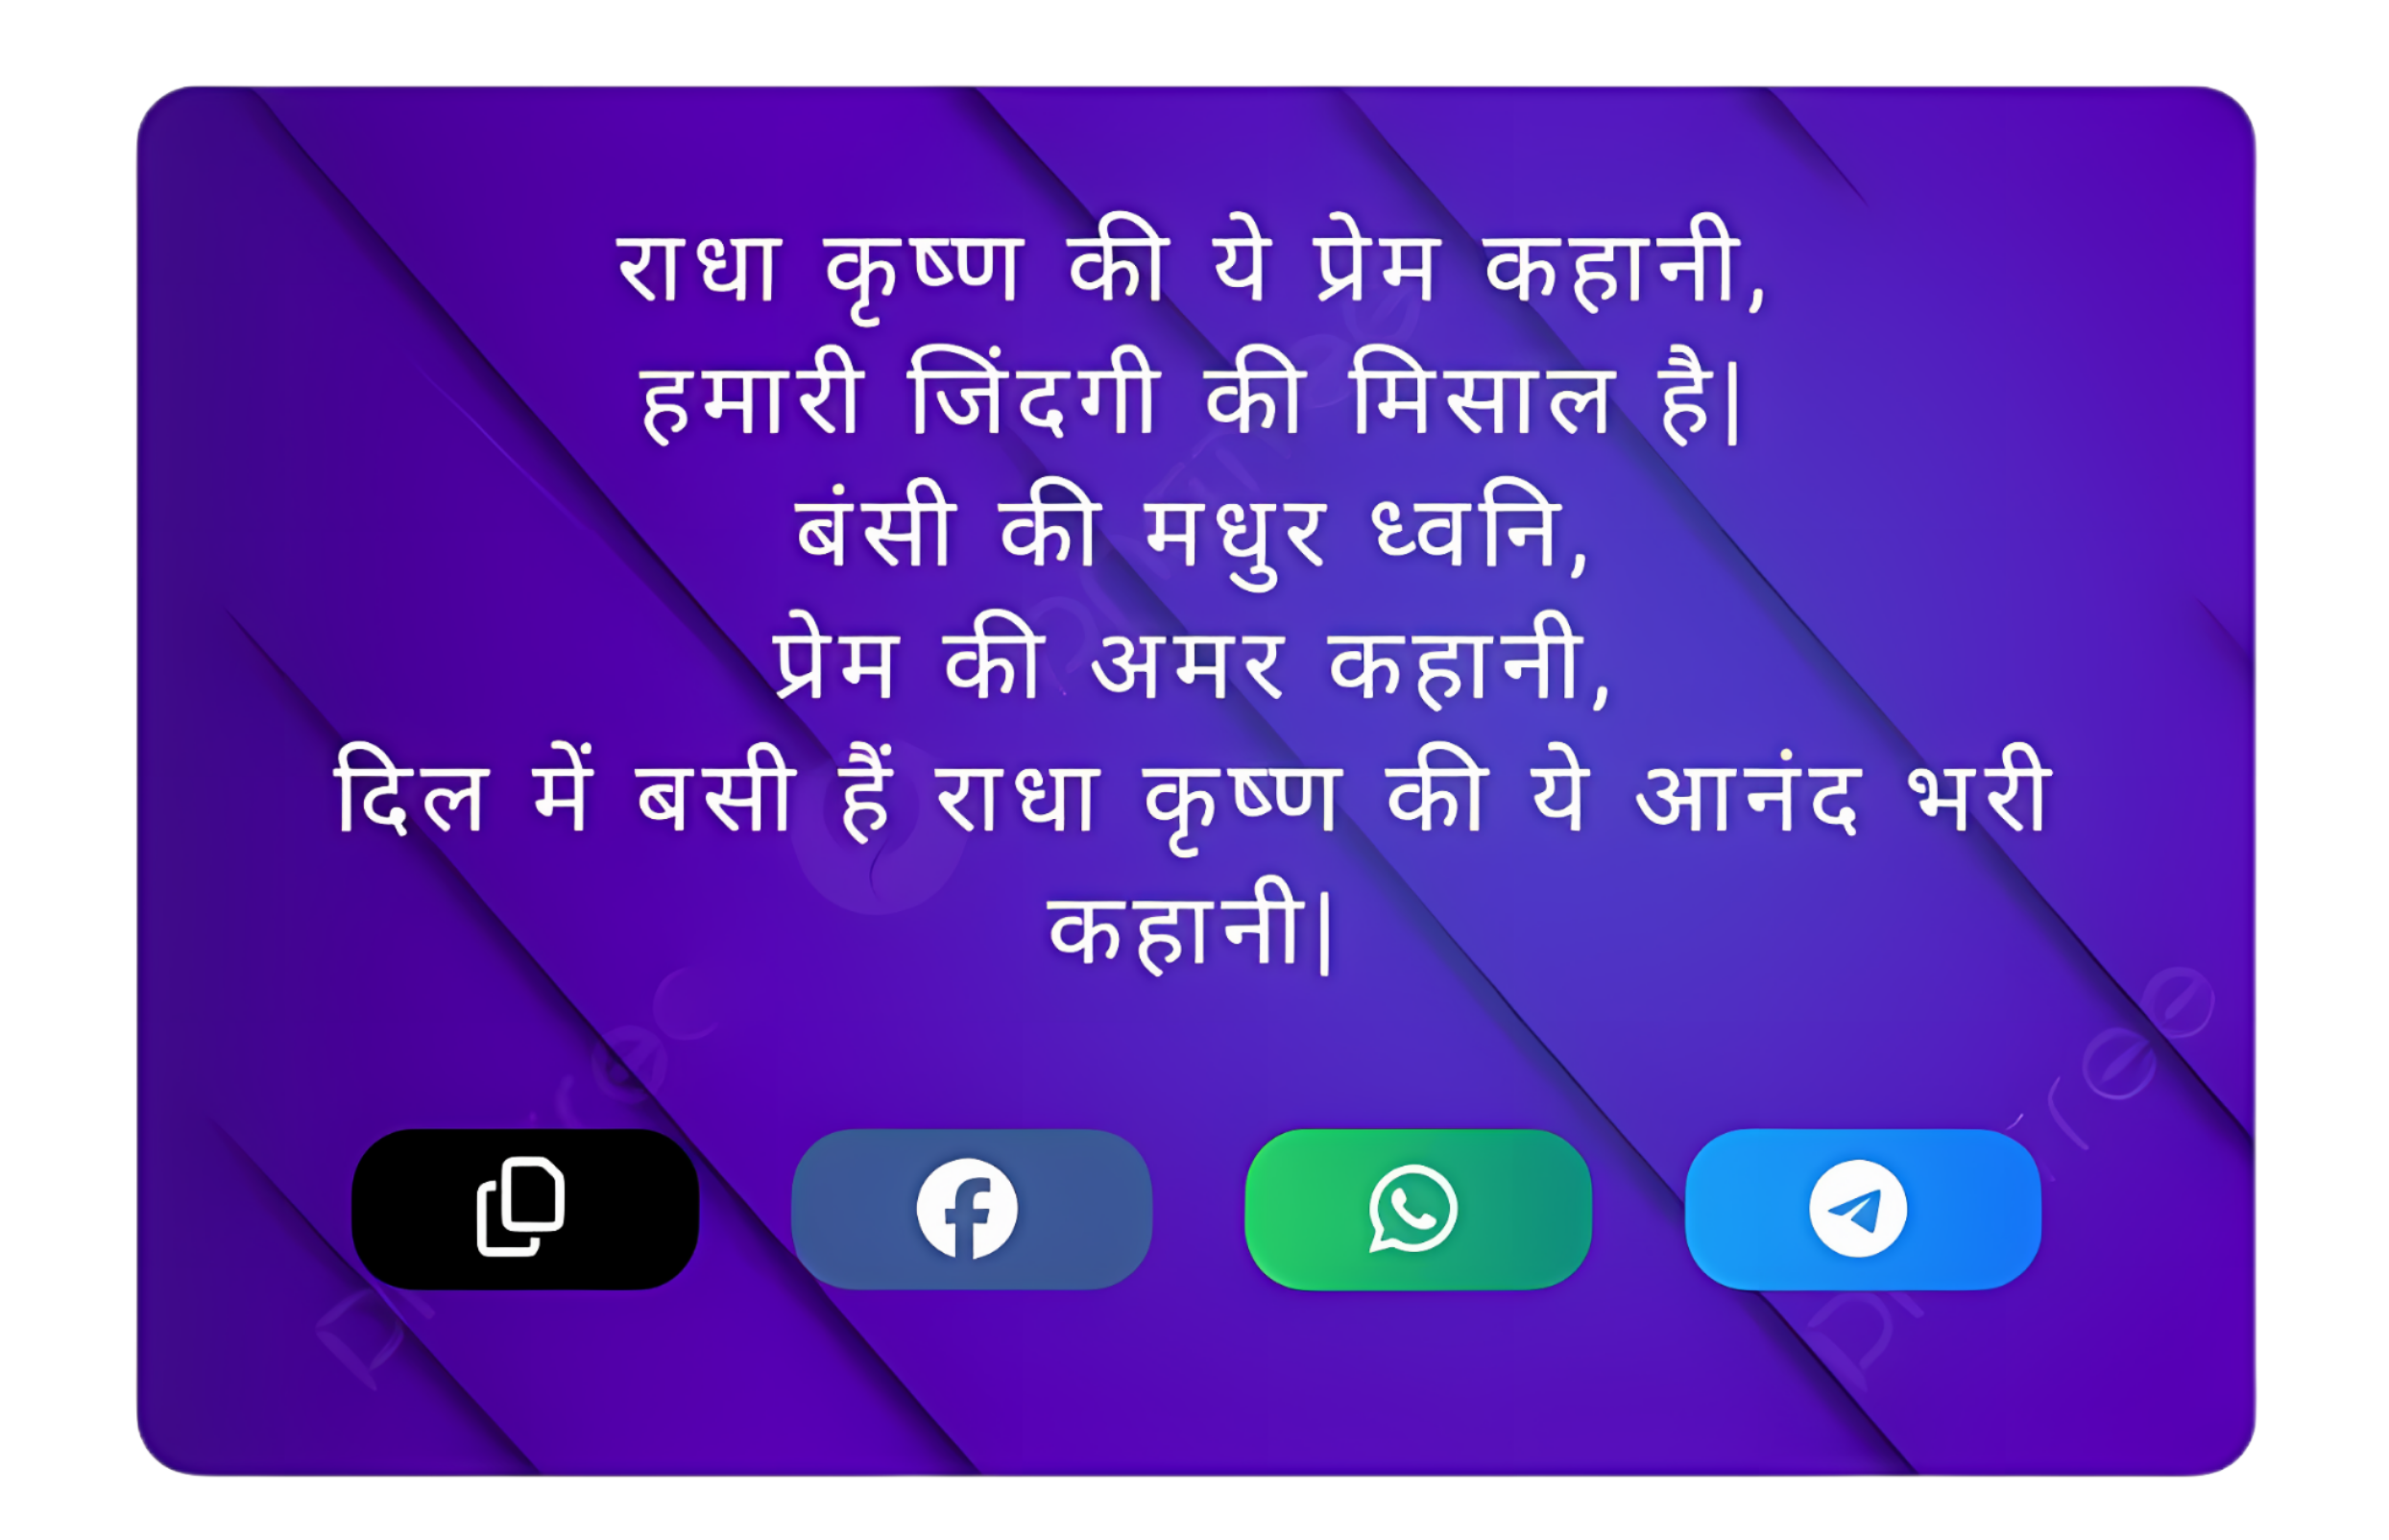 राधा कृष्ण की ये प्रेम कहानी,
हमारी जिंदगी की मिसाल है|
बंसी की मधुर ध्वनि,
प्रेम की अमर कहानी,
दिल में बसी हैं राधा कृष्ण की ये आनंद भरी
कहानी|